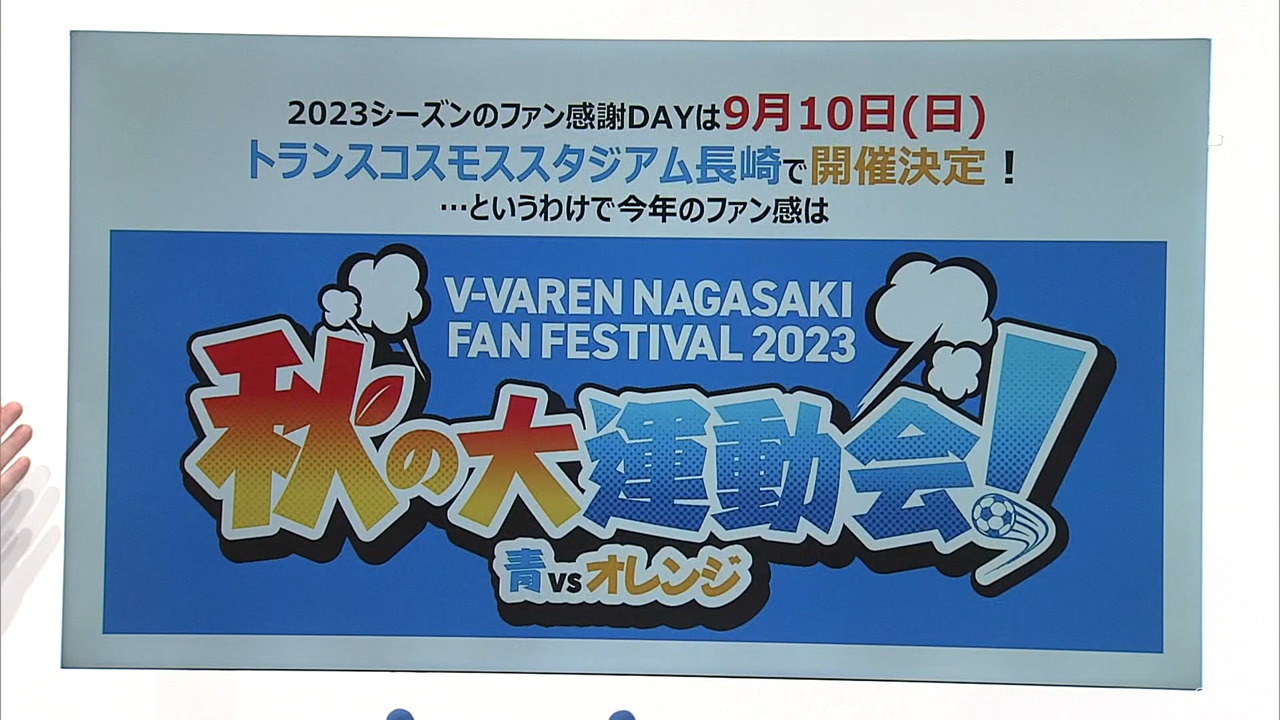 2023シーズンのファン感謝DAYは9月10日(日)
トランスコスモススタジアム長崎で開催決定！
…というわけで今年のファン感は
V-VAREN NAGASAKI
FAN FESTIVAL 2023
秋の大運動会!
青vsオレンジ